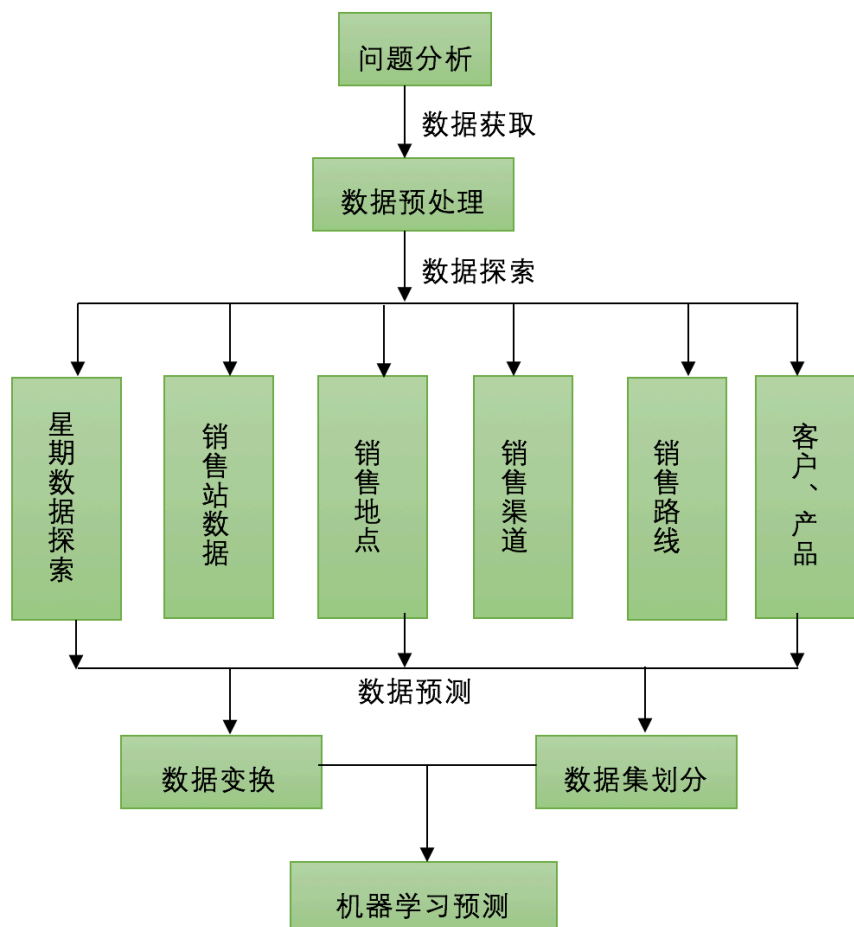 问题分析
数据获取
数据预处理
数据探索
星期数据探索
销售站数据
销售地点
销售渠道
销售路线
客户、产品
数据预测
数据变换
数据集划分
机器学习预测